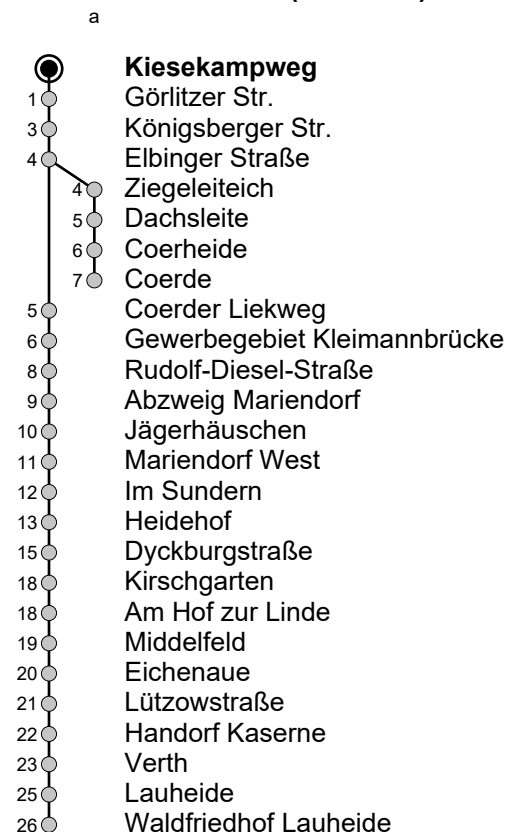 a
Kiesekampweg
1 Görlitzer Str.
3 Königsberger Str.
4 Elbinger Straße
4 Ziegeleiteich
5 Dachsleite
6 Coerheide
7 Coerde
5 Coerder Liekweg
6 Gewerbegebiet Kleimannbrücke
8 Rudolf-Diesel-Straße
9 Abzweig Mariendorf
10 Jägerhäuschen
11 Mariendorf West
12 Im Sundern
13 Heidehof
15 Dyckburgstraße
18 Kirschgarten
18 Am Hof zur Linde
19 Middelfeld
20 Eichenaue
21 Lützowstraße
22 Handorf Kaserne
23 Verth
25 Lauheide
26 Waldfriedhof Lauheide